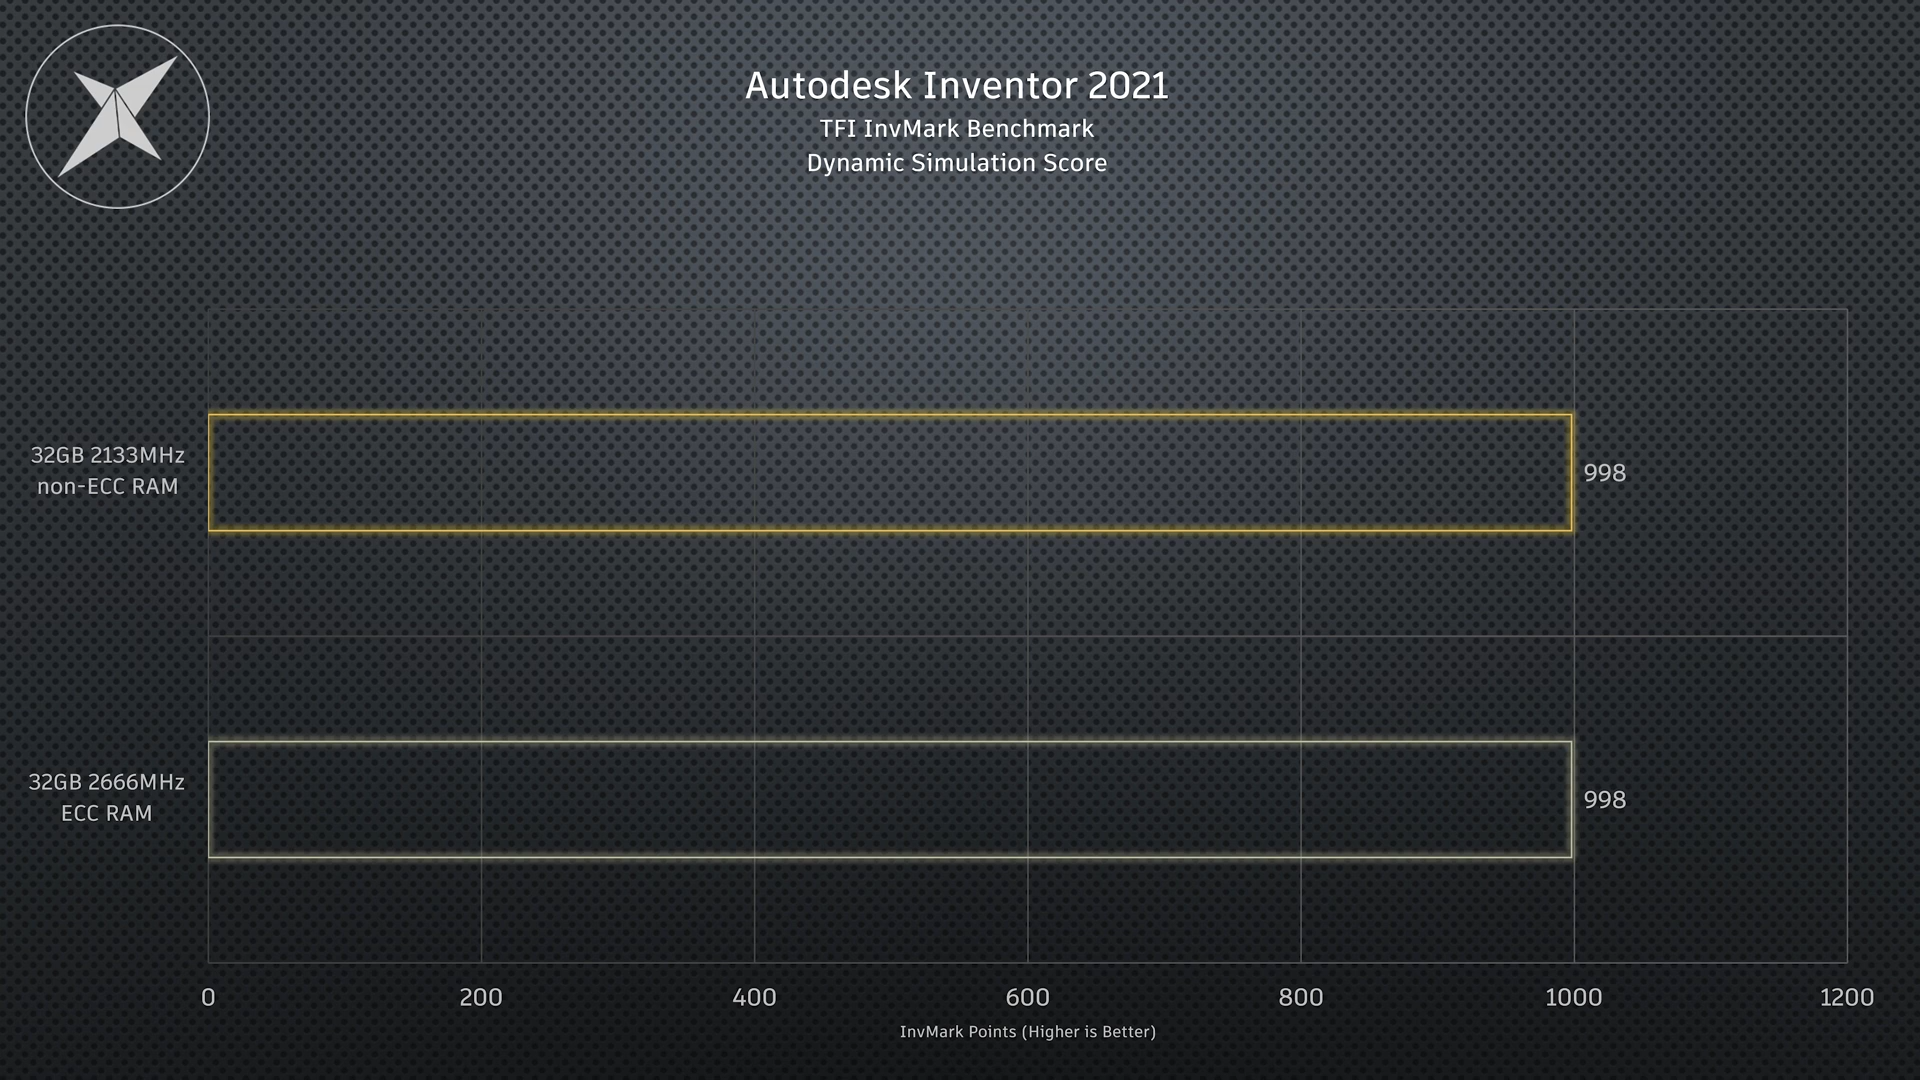 Autodesk Inventor 2021
TFI InvMark Benchmark
Dynamic Simulation Score
32GB 2133MHz
non-ECC RAM
998
32GB 2666MHz
ECC RAM
998
0 200 400 600 800 1000 1200
InvMark Points (Higher is Better)